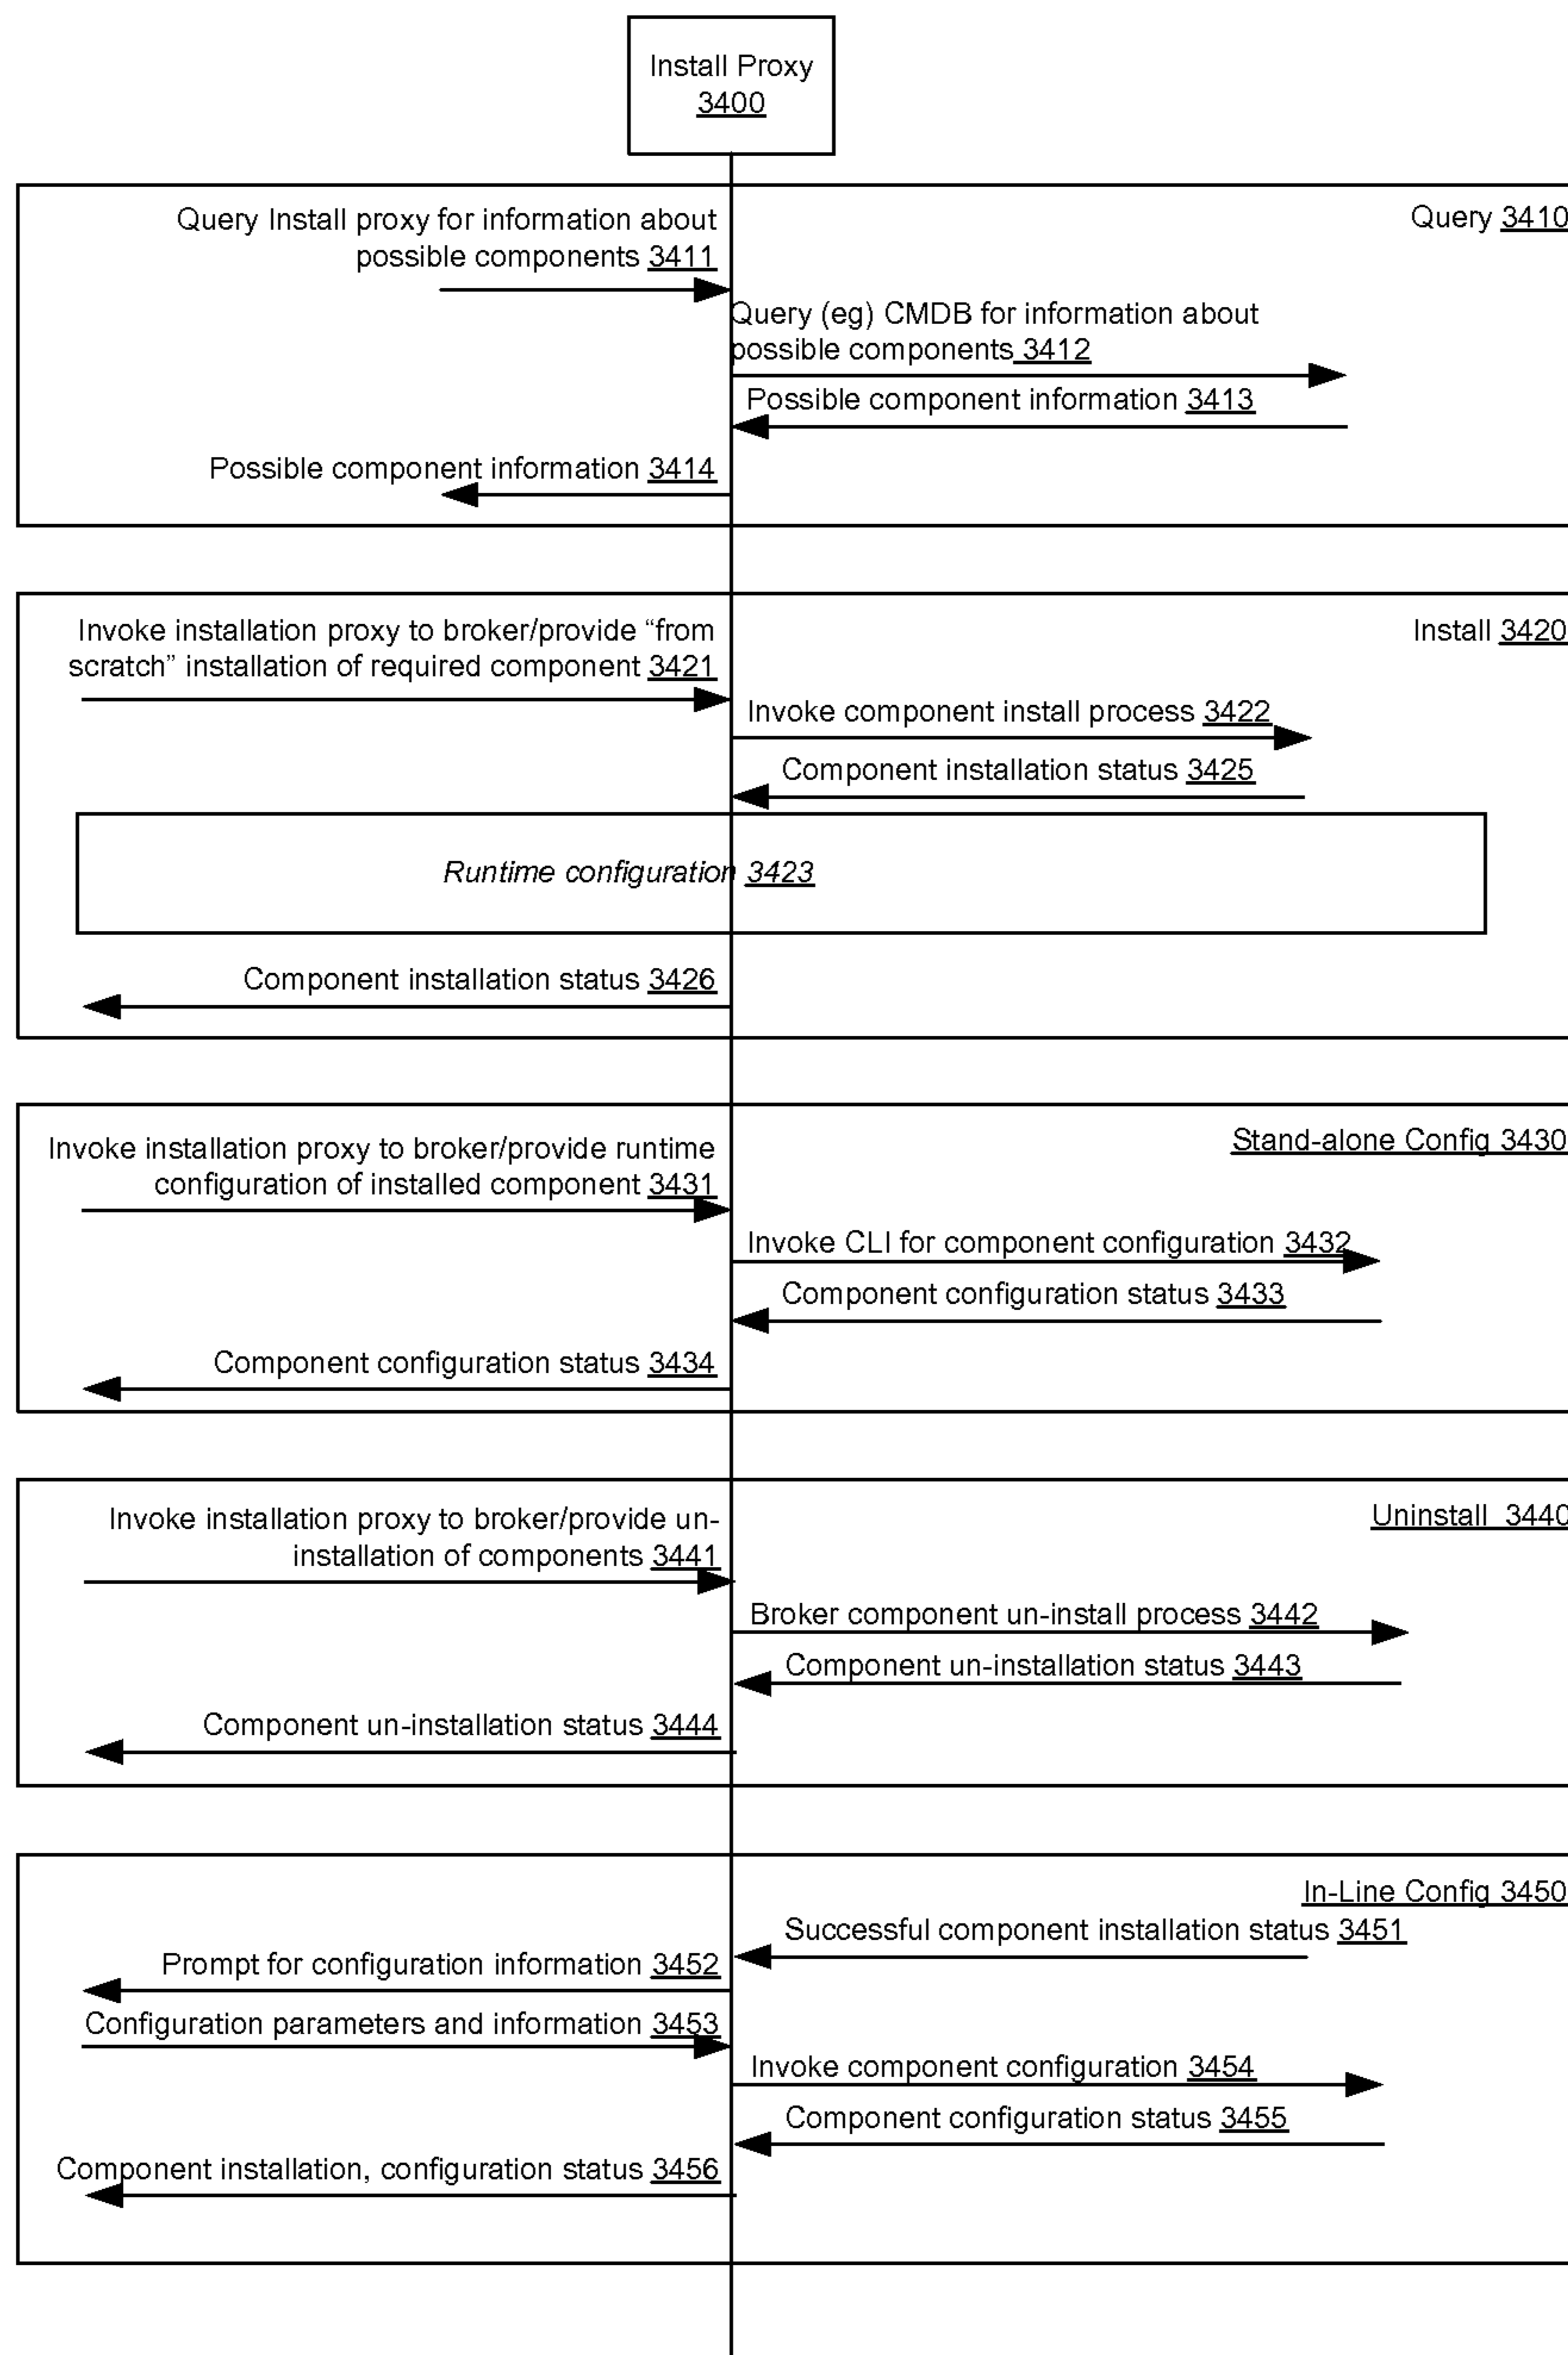 Install Proxy
3400
Query Install proxy for information about
possible components 3411
Query 3410
Query (eg) CMDB for information about
possible components 3412
Possible component information 3413
Possible component information 3414
Invoke installation proxy to broker/provide “from
scratch” installation of required component 3421
Install 3420
Invoke component install process 3422
Component installation status 3425
Runtime configuration 3423
Component installation status 3426
Invoke installation proxy to broker/provide runtime
configuration of installed component 3431
Stand-alone Config 3430
Invoke CLI for component configuration 3432
Component configuration status 3433
Component configuration status 3434
Invoke installation proxy to broker/provide un-
installation of components 3441
Uninstall 3440
Broker component un-install process 3442
Component un-installation status 3443
Component un-installation status 3444
In-Line Config 3450
Successful component installation status 3451
Prompt for configuration information 3452
Configuration parameters and information 3453
Invoke component configuration 3454
Component configuration status 3455
Component installation, configuration status 3456